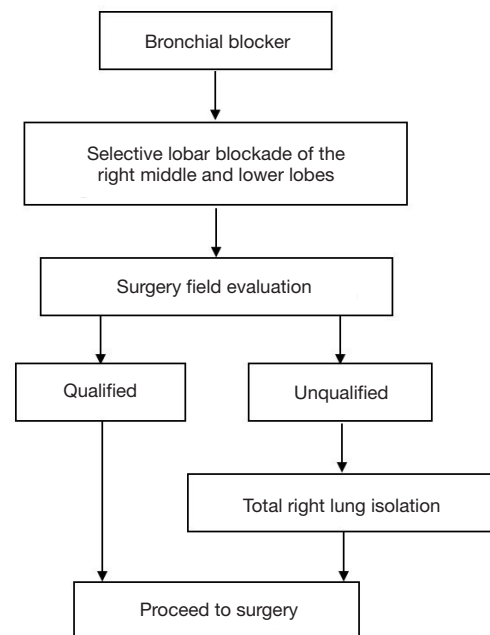 Bronchial blocker
Selective lobar blockade of the
right middle and lower lobes
Surgery field evaluation
Qualified
Unqualified
Total right lung isolation
Proceed to surgery